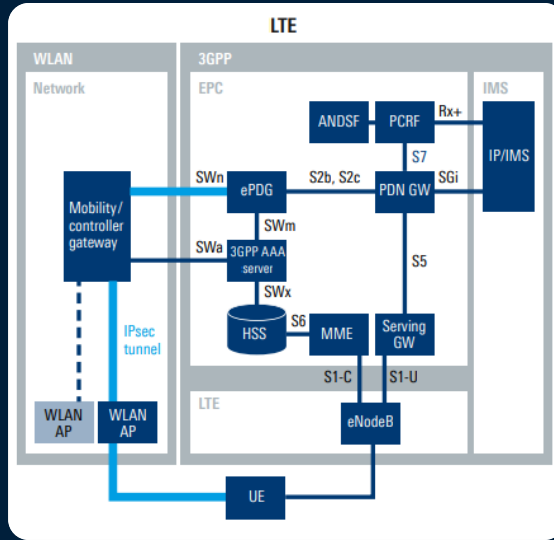 LTE
WLAN
3GPP
Network
EPC
IMS
ANDSF
PCRF
Rx+
IP/IMS
S7
SWn
ePDG
S2b, S2c
PDN GW
SGi
Mobility/
controller
gateway
SWm
SWa
3GPP AAA
server
S5
SWx
HSS
S6
MME
Serving
GW
IPsec
tunnel
S1-C
S1-U
LTE
WLAN
AP
WLAN
AP
eNodeB
UE